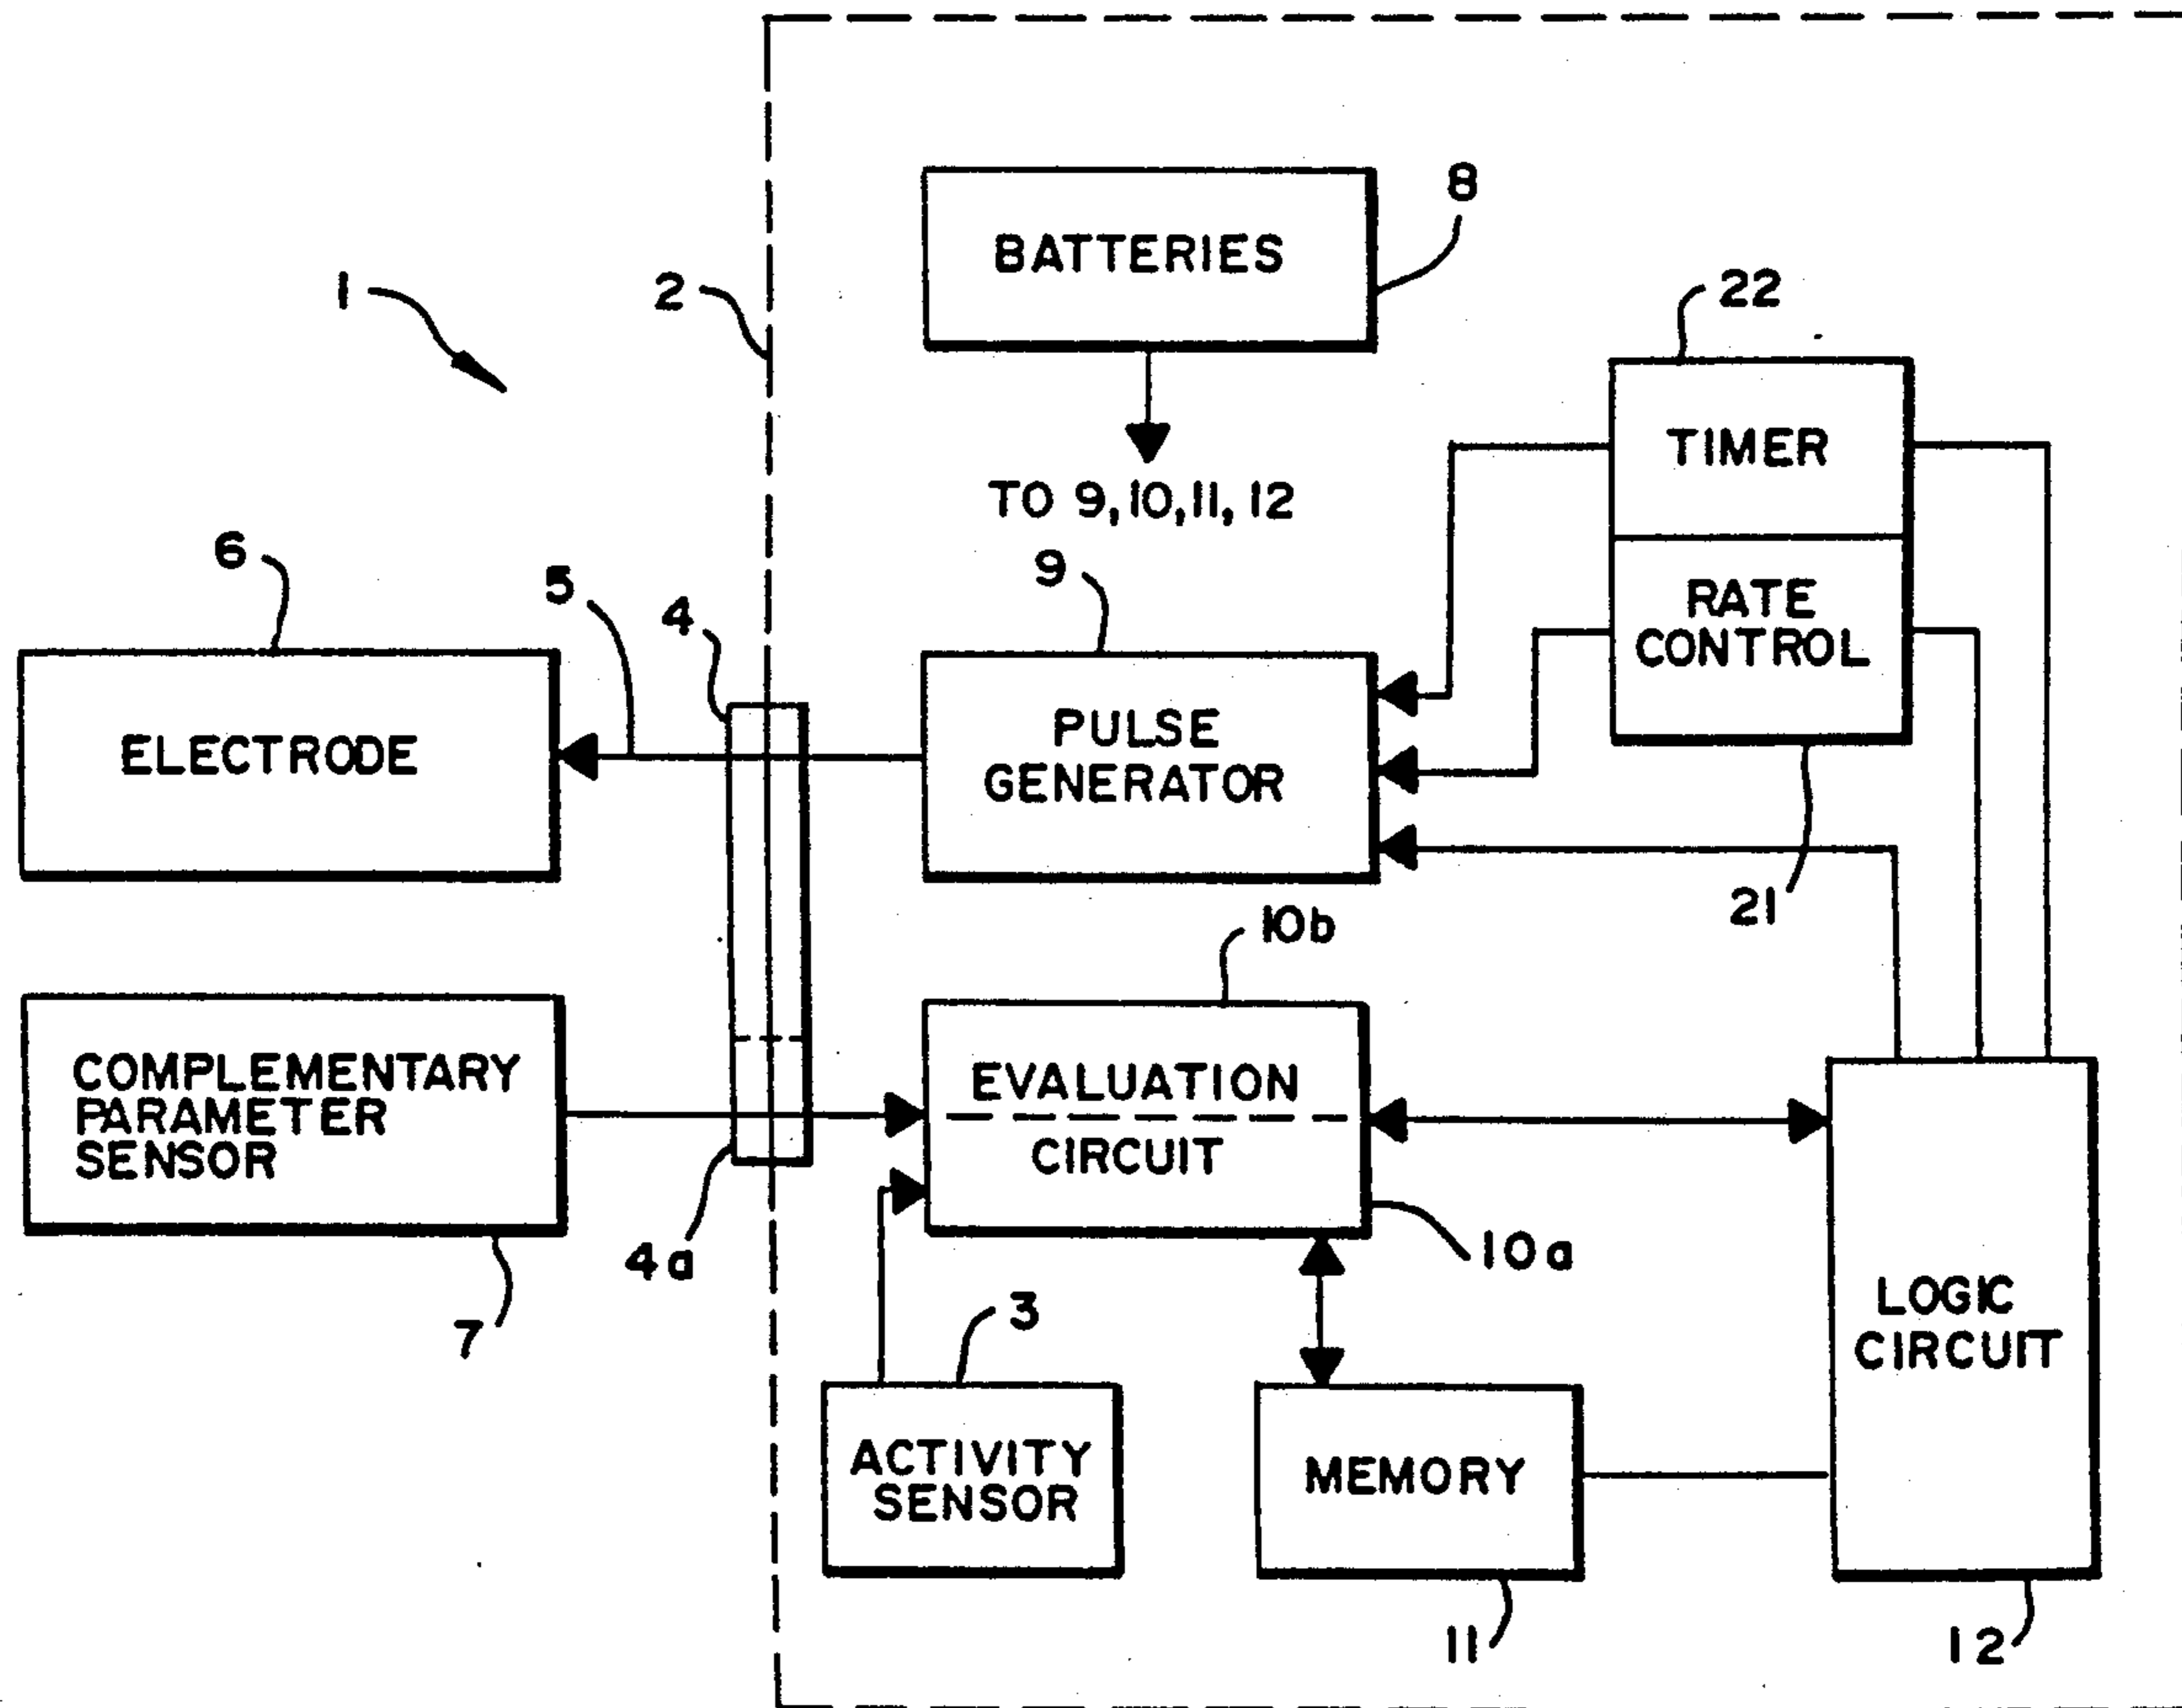 8
BATTERIES
1
2
22
TIMER
TO 9,10,11,12
6
5
4
9
RATE
CONTROL
ELECTRODE
PULSE
GENERATOR
21
10b
COMPLEMENTARY
PARAMETER
SENSOR
EVALUATION
CIRCUIT
4a
10a
7
3
LOGIC
CIRCUIT
ACTIVITY
SENSOR
MEMORY
11
12